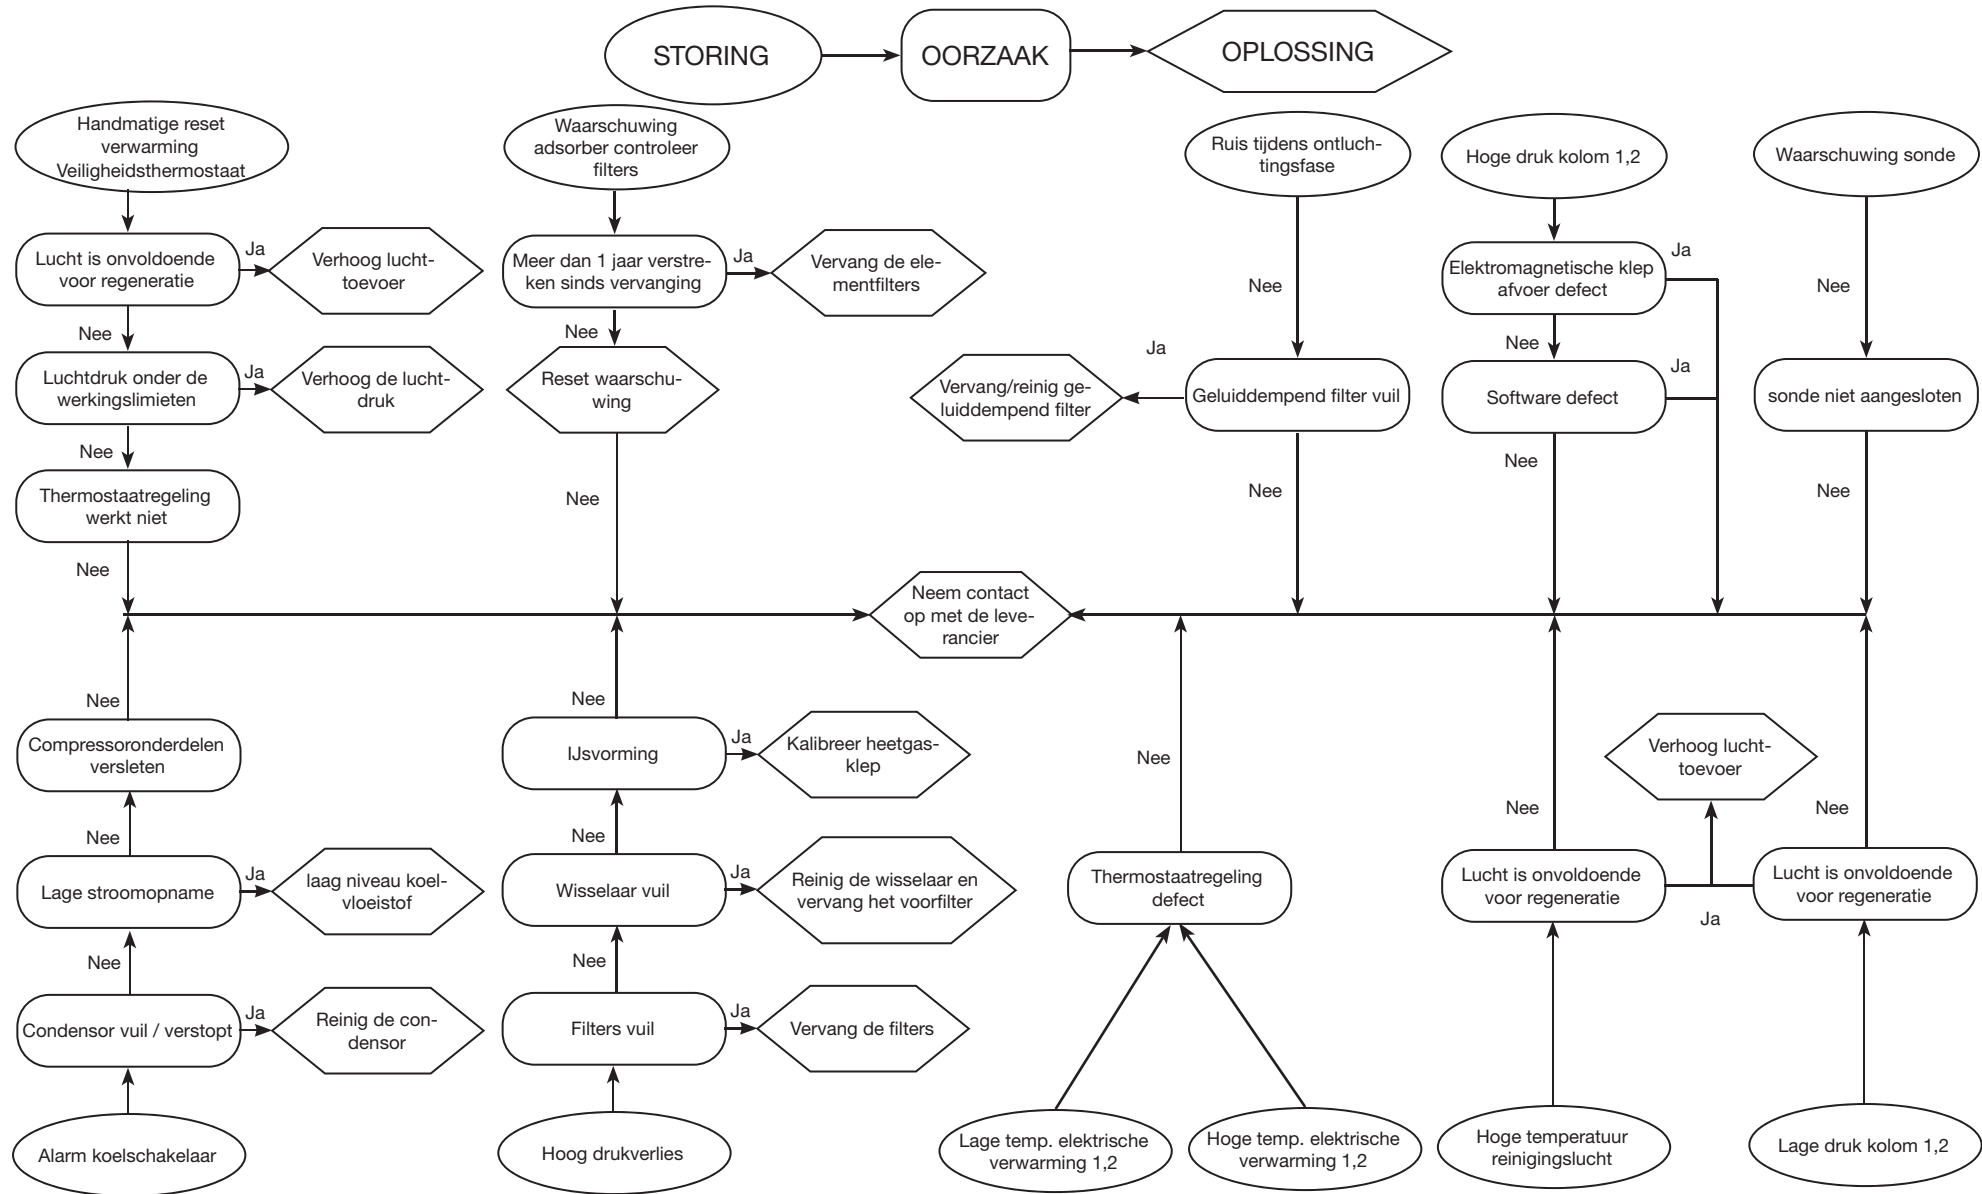 STORING
OORZAAK
OPLOSSING
Handmatige reset
verwarming
Veiligheidsthermostaat
Waarschuwing
adsorber controleer
filters
Ruis tijdens ontluch-
tingsfase
Hoge druk kolom 1,2
Waarschuwing sonde
Lucht is onvoldoende
voor regeneratie
Ja
Verhoog lucht-
toevoer
Meer dan 1 jaar verstre-
ken sinds vervanging
Ja
Vervang de ele-
mentfilters
Nee
Elektromagnetische klep
afvoer defect
Ja
Nee
Nee
Nee
Nee
Luchtdruk onder de
werkingslimieten
Ja
Verhoog de lucht-
druk
Reset waarschu-
wing
Vervang/reinig ge-
luiddempend filter
Ja
Geluiddempend filter vuil
Software defect
Ja
sonde niet aangesloten
Nee
Nee
Nee
Nee
Nee
Thermostaatregeling
werkt niet
Nee
Neem contact
op met de leve-
rancier
Nee
Nee
Compressoronderdelen
versleten
IJsvorming
Ja
Kalibreer heetgas-
klep
Nee
Verhoog lucht-
toevoer
Nee
Nee
Nee
Nee
Lage stroomopname
Ja
laag niveau koel-
vloeistof
Wisselaar vuil
Ja
Reinig de wisselaar en
vervang het voorfilter
Thermostaatregeling
defect
Lucht is onvoldoende
voor regeneratie
Ja
Lucht is onvoldoende
voor regeneratie
Nee
Nee
Condensor vuil / verstopt
Ja
Reinig de con-
densor
Filters vuil
Ja
Vervang de filters
Alarm koelschakelaar
Hoog drukverlies
Lage temp. elektrische
verwarming 1,2
Hoge temp. elektrische
verwarming 1,2
Hoge temperatuur
reinigingslucht
Lage druk kolom 1,2